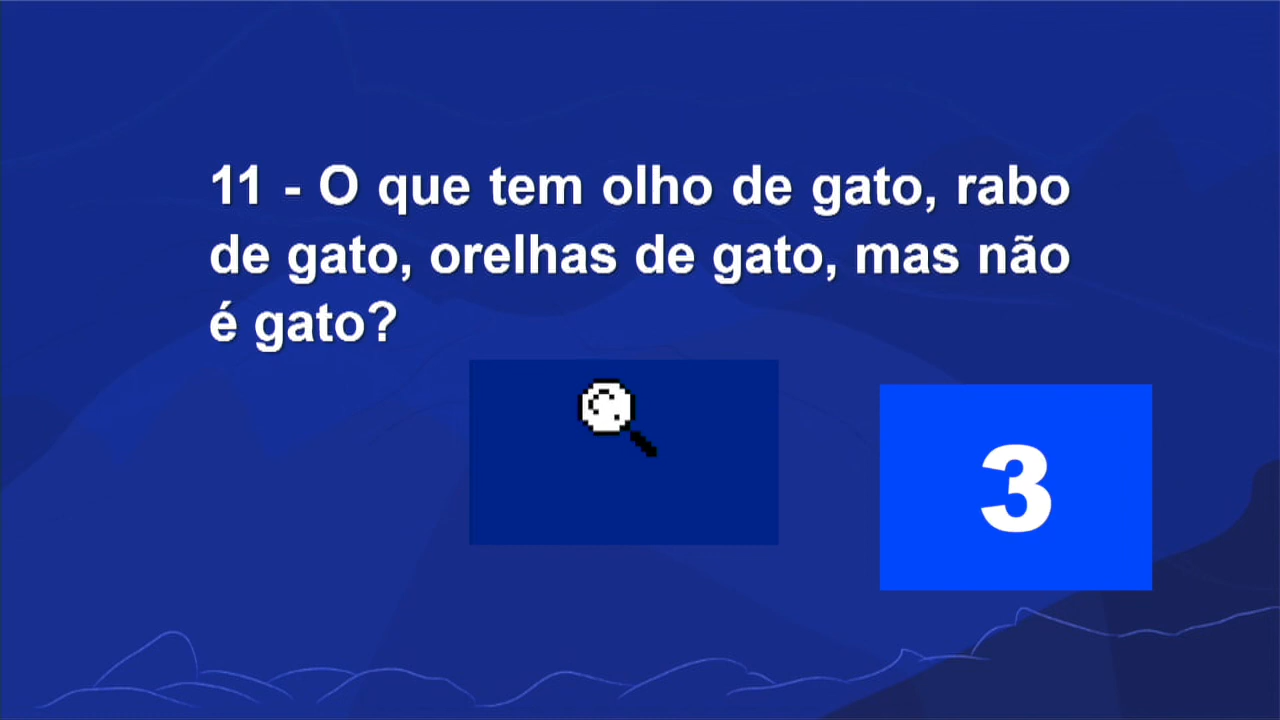 11 - O que tem olho de gato, rabo
de gato, orelhas de gato, mas não
é gato?
3